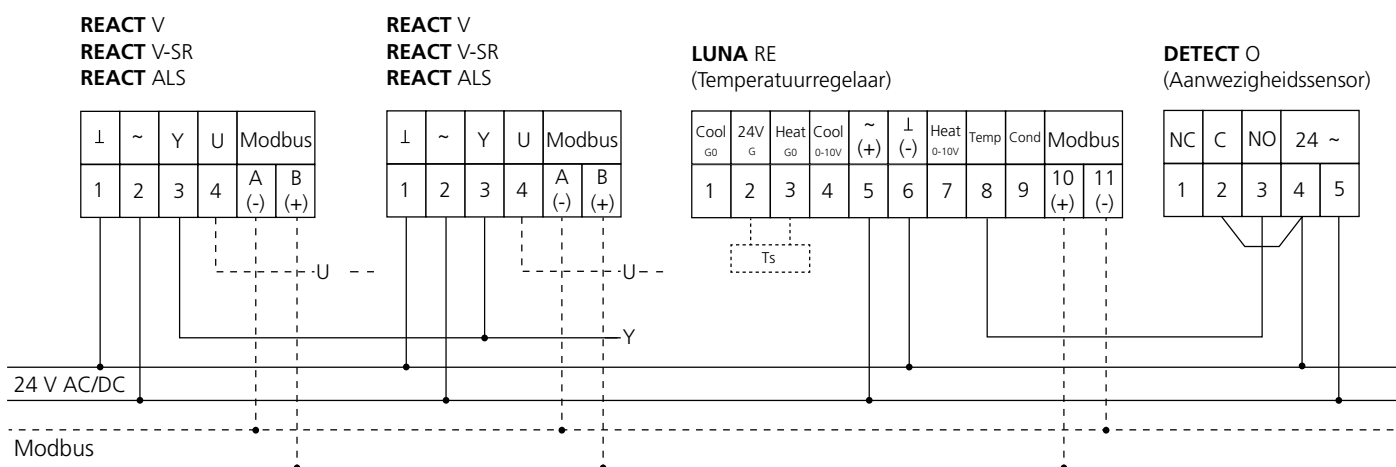 REACT V
REACT V-SR
REACT ALS
⊥ ~ Y U Modbus
1 2 3 4 A (-) B (+)
U
REACT V
REACT V-SR
REACT ALS
⊥ ~ Y U Modbus
1 2 3 4 A (-) B (+)
U
Y
LUNA RE
(Temperatuurregelaar)
Cool G0 24V G Heat G0 Cool 0-10V ~ (+) ⊥ (-) Heat 0-10V Temp Cond Modbus
1 2 3 4 5 6 7 8 9 10 (+) 11 (-)
Ts
DETECT O
(Aanwezigheidssensor)
NC C NO 24 ~
1 2 3 4 5
24 V AC/DC
Modbus